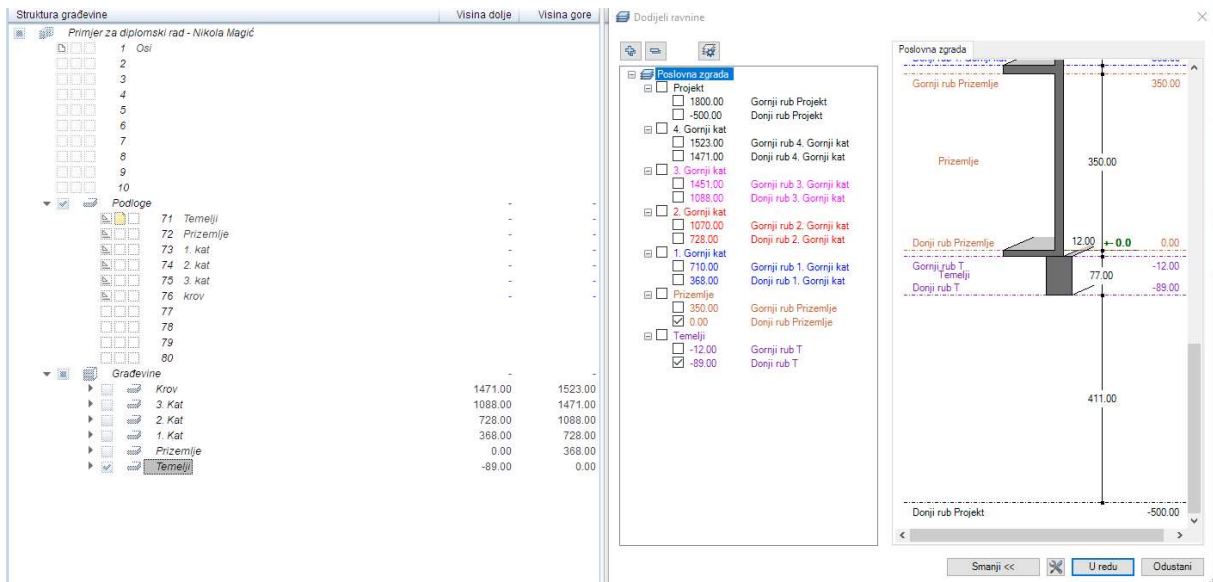 Struktura građevine Visina dolje Visina gore
Primjer za diplomski rad - Nikola Magić
1 Osi
2
3
4
5
6
7
8
9
10
Podloge - -
71 Temelji - -
72 Prizemlje - -
73 1. kat - -
74 2. kat - -
75 3. kat - -
76 krov - -
77
78
79
80
Građevine - -
Krov 1471.00 1523.00
3. Kat 1088.00 1471.00
2. Kat 728.00 1088.00
1. Kat 368.00 728.00
Prizemlje 0.00 368.00
Temelji -89.00 0.00
Dodijeli ravnine
Poslovna zgrada
Projekt
1800.00 Gornji rub Projekt
-500.00 Donji rub Projekt
4. Gornji kat
1523.00 Gornji rub 4. Gornji kat
1471.00 Donji rub 4. Gornji kat
3. Gornji kat
1451.00 Gornji rub 3. Gornji kat
1088.00 Donji rub 3. Gornji kat
2. Gornji kat
1070.00 Gornji rub 2. Gornji kat
728.00 Donji rub 2. Gornji kat
1. Gornji kat
710.00 Gornji rub 1. Gornji kat
368.00 Donji rub 1. Gornji kat
Prizemlje
350.00 Gornji rub Prizemlje
0.00 Donji rub Prizemlje
Temelji
-12.00 Gornji rub T
-89.00 Donji rub T
Poslovna zgrada
Gornji rub Prizemlje 350.00
Prizemlje 350.00
Donji rub Prizemlje 12.00 +-0.0 0.00
Gornji rub T -12.00
Temelji 77.00
Donji rub T -89.00
411.00
Donji rub Projekt -500.00
Smanji << U redu Odustani